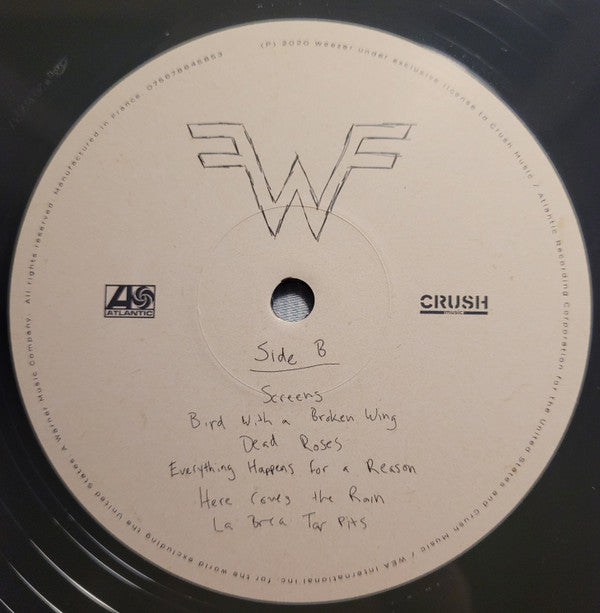 (P) 2020 Weezer under exclusive license to Crush Music / Atlantic Recording Corporation for the United States and Crush Music / WEA International Inc. for the world excluding the United States. A Warner Music Company. All rights reserved. Manufactured in France. 075678645853
W
ATLANTIC
CRUSH
music
Side B
Screens
Bird With a Broken Wing
Dead Roses
Everything Happens for a Reason
Here Comes the Rain
La Brea Tar Pits